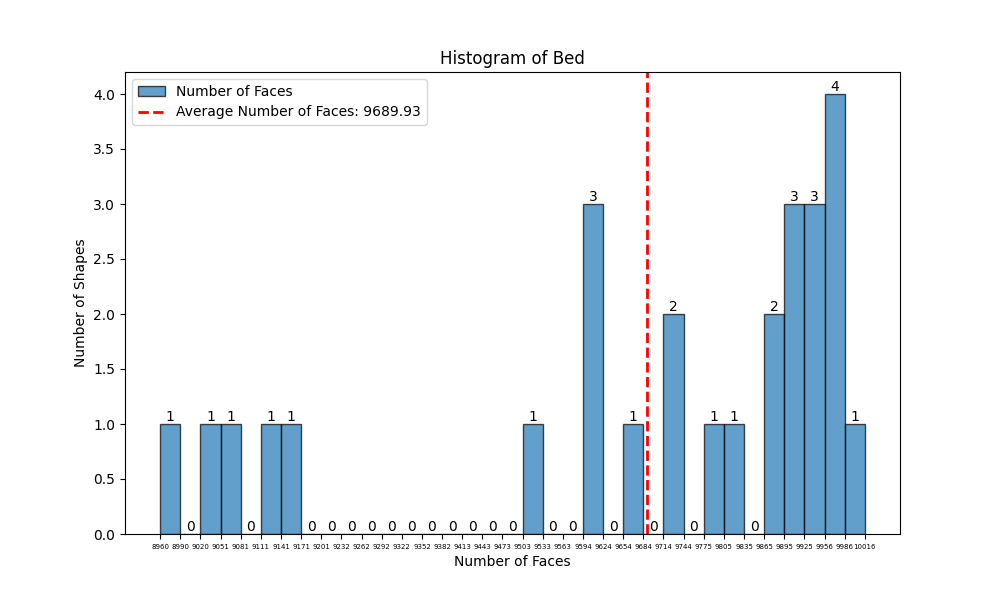 Histogram of Bed
Number of Faces
Average Number of Faces: 9689.93
4.0
3.5
3.0
2.5
2.0
1.5
1.0
0.5
0.0
Number of Shapes
1 0 1 1 0 1 1 0 0 0 0 0 0 0 0 0 0 0 1 0 0 3 0 1 0 2 0 1 1 0 2 3 3 4 1
8960 8990 9020 9051 9081 9111 9141 9171 9201 9232 9262 9292 9322 9352 9382 9413 9443 9473 9503 9533 9563 9594 9624 9654 9684 9714 9744 9775 9805 9835 9865 9895 9925 9956 9986 10016
Number of Faces